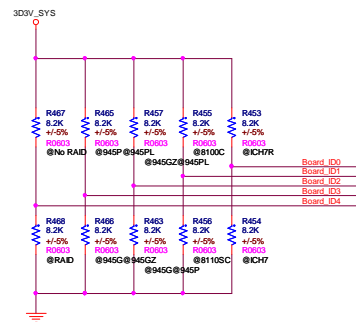 3D3V_SYS
R467
8.2K
+/-5%
R0603
@No RAID
R465
8.2K
+/-5%
R0603
@945P@945PL
R457
8.2K
+/-5%
R0603
@945GZ@945PL
R455
8.2K
+/-5%
R0603
@8100C
R453
8.2K
+/-5%
R0603
@ICH7R
Board_ID0
Board_ID1
Board_ID2
Board_ID3
Board_ID4
R468
8.2K
+/-5%
R0603
@RAID
R466
8.2K
+/-5%
R0603
@945G@945GZ
R463
8.2K
+/-5%
R0603
@945G@945P
R456
8.2K
+/-5%
R0603
@8110SC
R454
8.2K
+/-5%
R0603
@ICH7